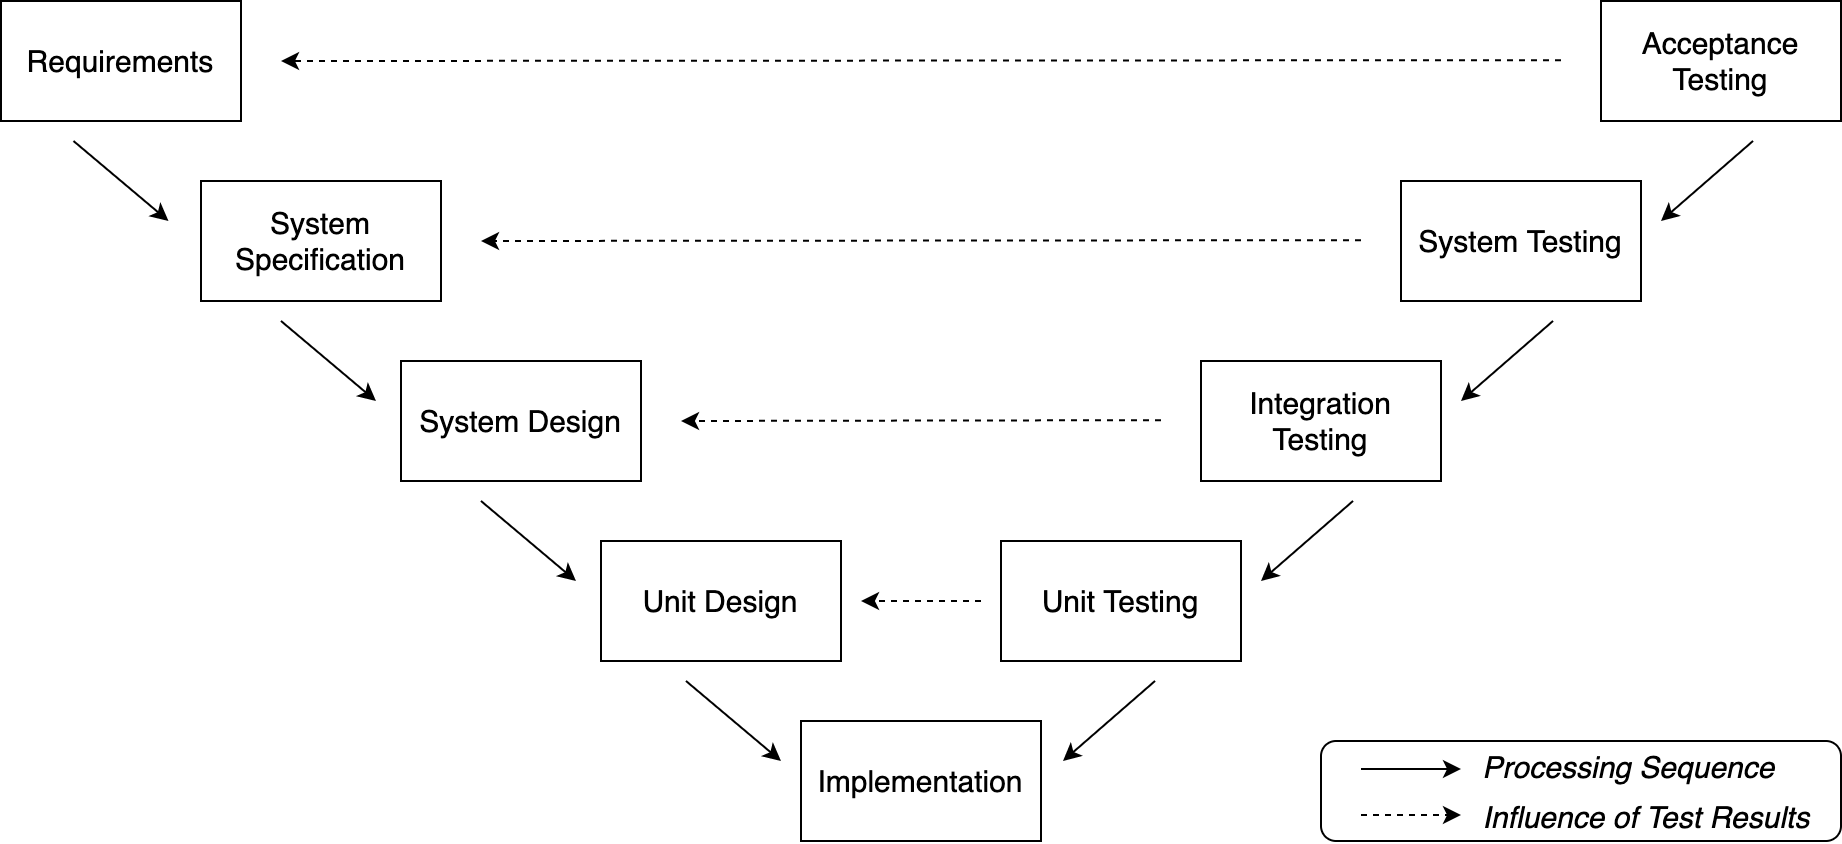 Requirements
Acceptance
Testing
System
Specification
System Testing
System Design
Integration
Testing
Unit Design
Unit Testing
Implementation
Processing Sequence
Influence of Test Results